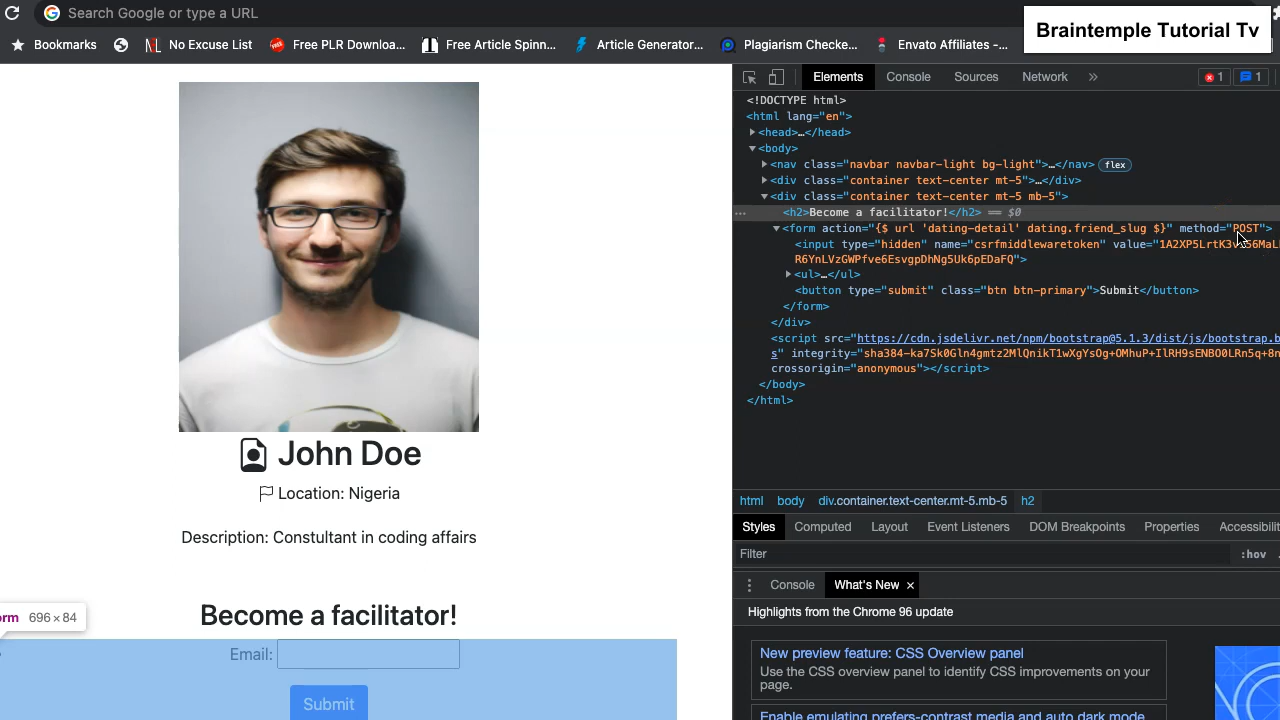 Search Google or type a URL
Braintemple Tutorial Tv
Bookmarks No Excuse List Free PLR Downloa... Free Article Spinn... Article Generator... Plagiarism Checke... Envato Affiliates -...
Elements Console Sources Network » 1 1
<!DOCTYPE html>
<html lang="en">
<head>…</head>
<body>
<nav class="navbar navbar-light bg-light">…</nav> flex
<div class="container text-center mt-5">…</div>
<div class="container text-center mt-5 mb-5">
<h2>Become a facilitator!</h2> == $0
<form action="{$ url 'dating-detail' dating.friend_slug $}" method="POST">
<input type="hidden" name="csrfmiddlewaretoken" value=
R6YnLVzGWPfve6EsvgpDhNg5Uk6pEDaFQ">
<ul>…</ul>
<button type="submit" class="btn btn-primary">Submit</button>
</form>
</div>
<script src="https://cdn.jsdelivr.net/npm/bootstrap@5.1.3/dist/js/bootstrap.b
s" integrity="sha384-ka7Sk0Gln4gmtz2MlQnikT1wXgYsOg+OMhuP+IlRH9sENBO0LRn5q+8n
crossorigin="anonymous"></script>
</body>
</html>
John Doe
Location: Nigeria
Description: Constultant in coding affairs
Become a facilitator!
orm 696 × 84
Email:
Submit
html body div.container.text-center.mt-5.mb-5 h2
Styles Computed Layout Event Listeners DOM Breakpoints Properties Accessibilit
Filter :hov
Console What's New ×
Highlights from the Chrome 96 update
New preview feature: CSS Overview panel
Use the CSS overview panel to identify CSS improvements on your
page.
Enable emulating prefers-contrast media and auto dark mode